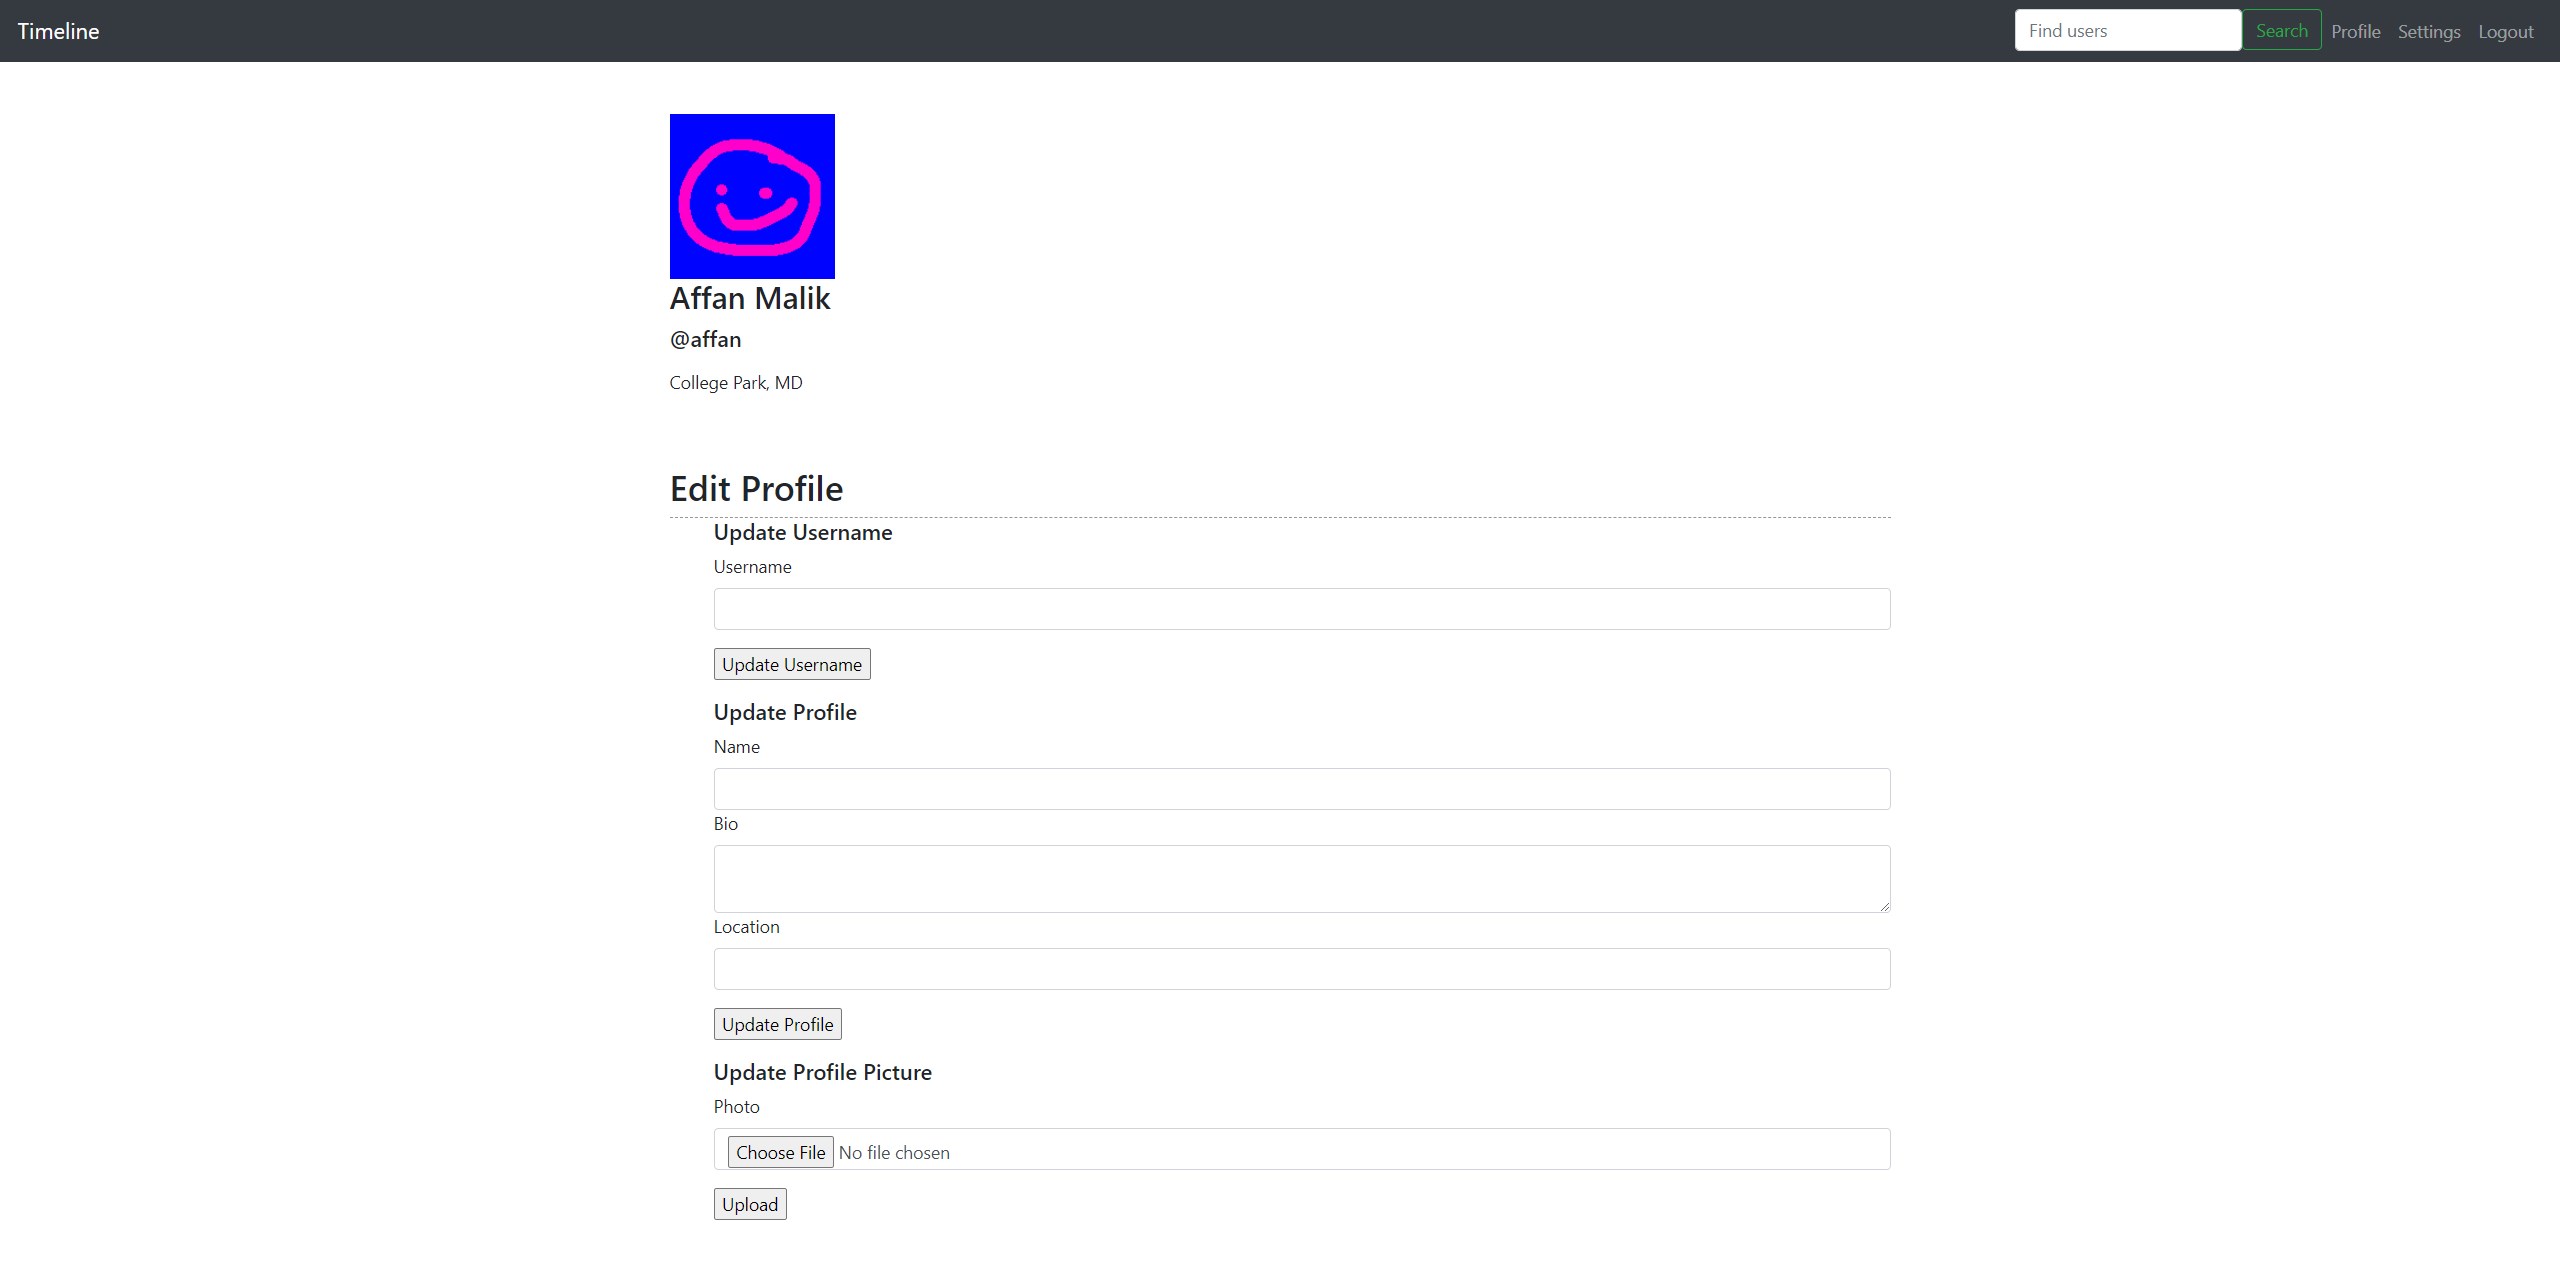 Timeline
Find users Search Profile Settings Logout
Affan Malik
@affan
College Park, MD
Edit Profile
Update Username
Username
Update Username
Update Profile
Name
Bio
Location
Update Profile
Update Profile Picture
Photo
Choose File No file chosen
Upload